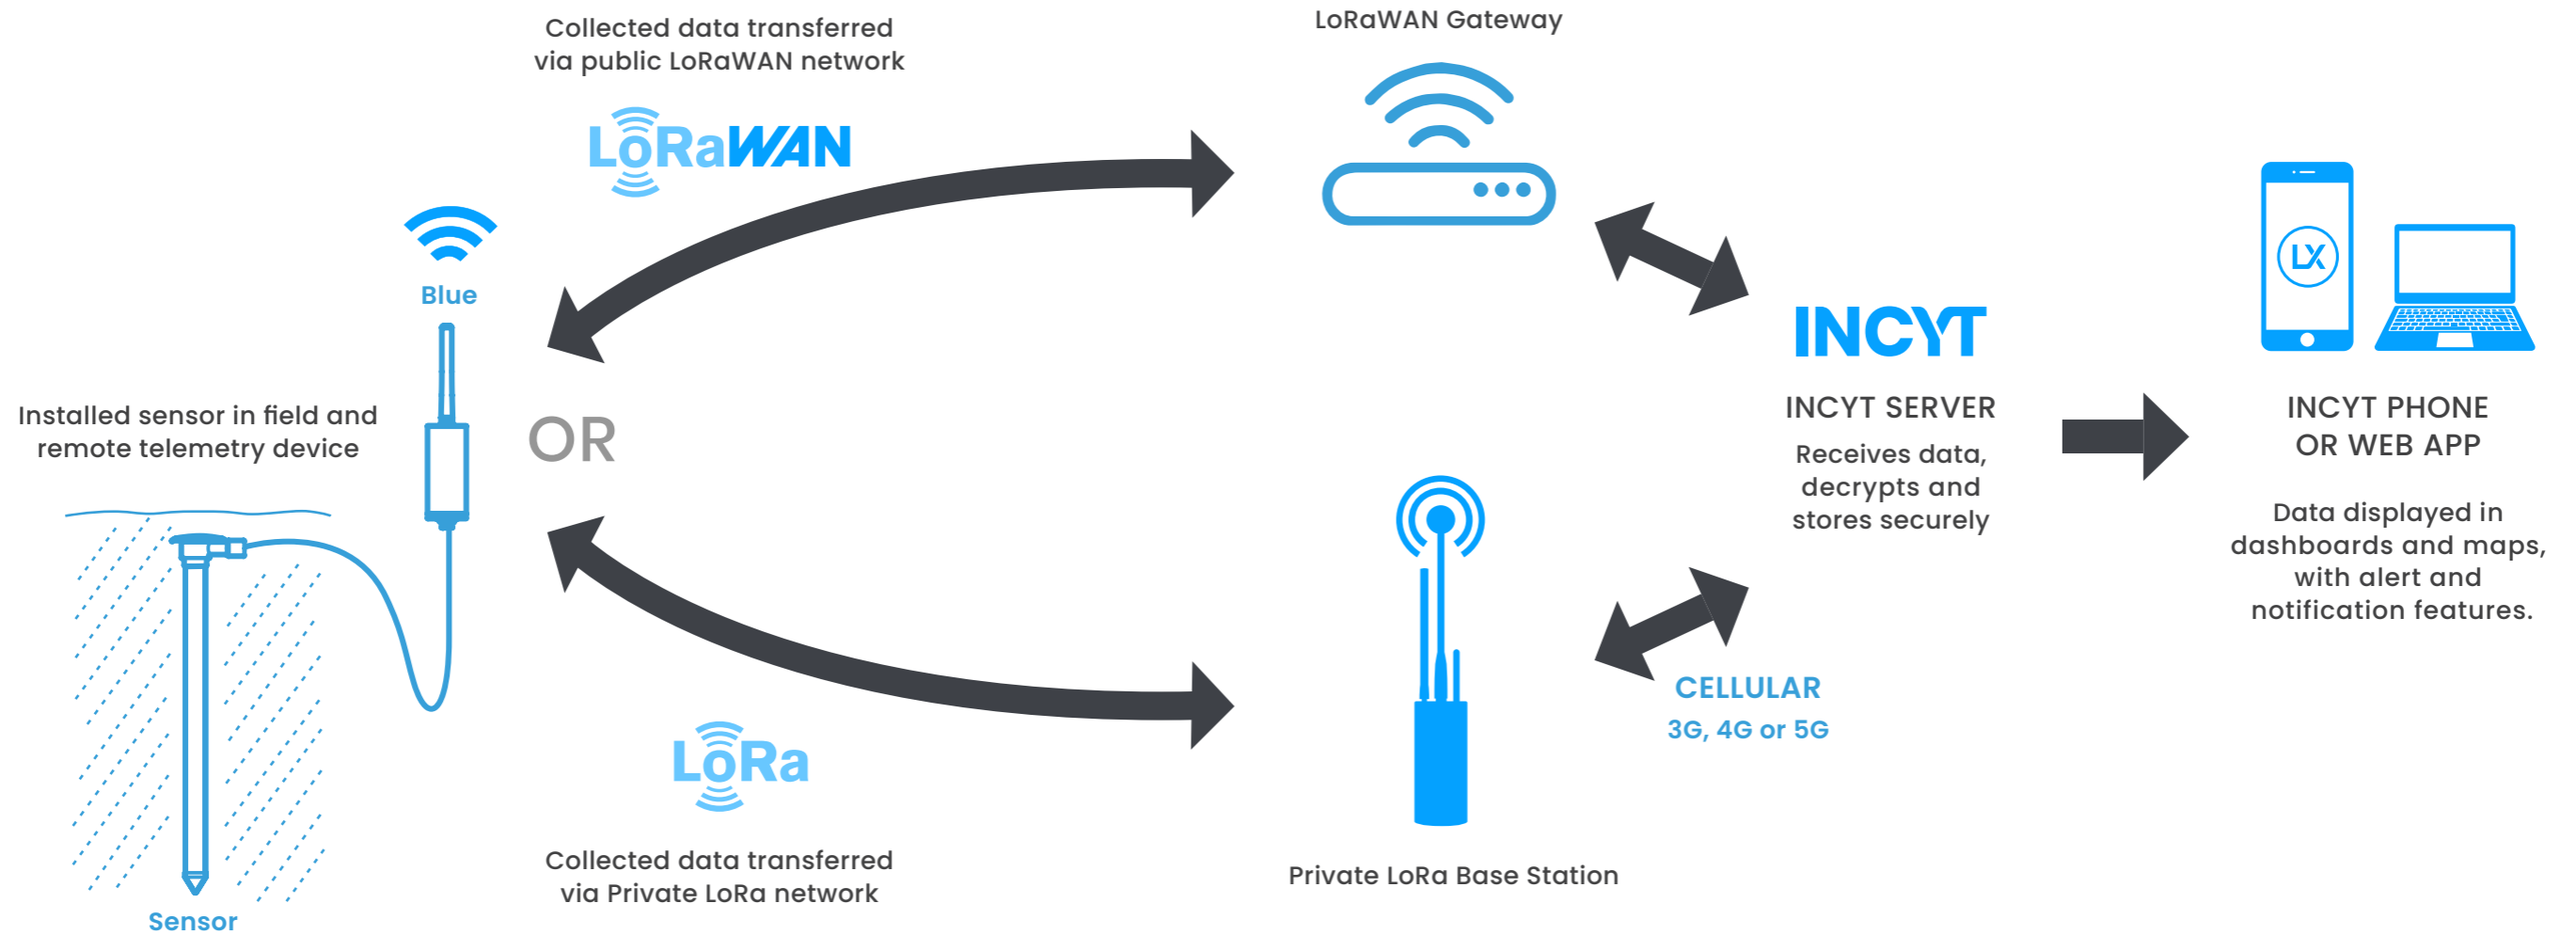 Collected data transferred
via public LoRaWAN network
LoRaWAN
LoRaWAN Gateway
Blue
Installed sensor in field and
remote telemetry device
OR
Sensor
LoRa
Collected data transferred
via Private LoRa network
Private LoRa Base Station
CELLULAR
3G, 4G or 5G
INCYT
INCYT SERVER
Receives data,
decrypts and
stores securely
LX
INCYT PHONE
OR WEB APP
Data displayed in
dashboards and maps,
with alert and
notification features.